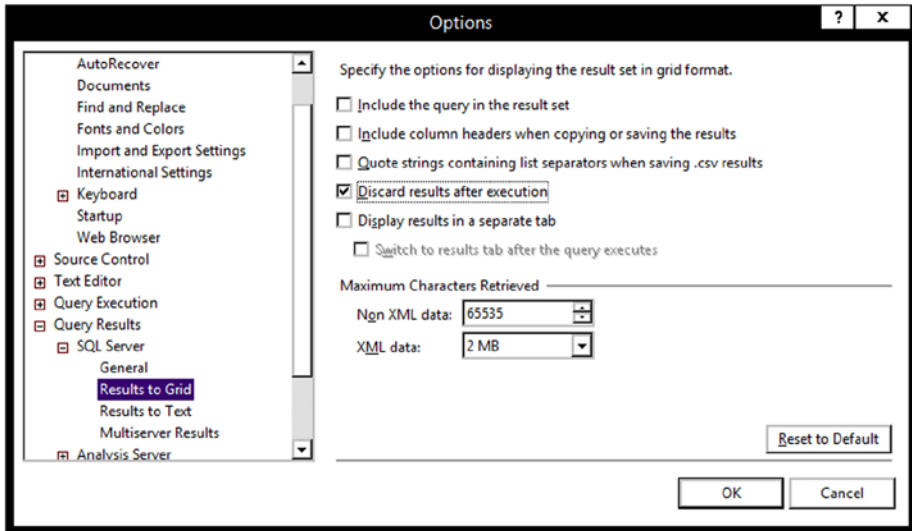 Options
? X
AutoRecover
Documents
Find and Replace
Fonts and Colors
Import and Export Settings
International Settings
Keyboard
Startup
Web Browser
Source Control
Text Editor
Query Execution
Query Results
SQL Server
General
Results to Grid
Results to Text
Multiserver Results
Analysis Server
Specify the options for displaying the result set in grid format.
Include the query in the result set
Include column headers when copying or saving the results
Quote strings containing list separators when saving .csv results
Discard results after execution
Display results in a separate tab
Switch to results tab after the query executes
Maximum Characters Retrieved
Non XML data: 65535
XML data: 2 MB
Reset to Default
OK Cancel